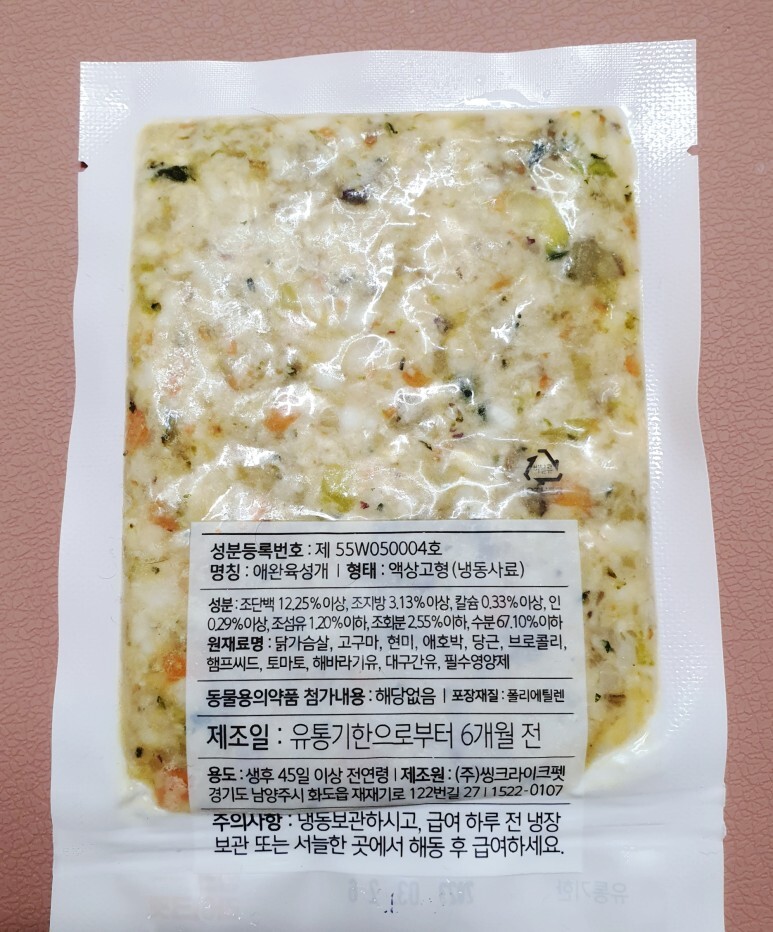 비닐류
성분등록번호 : 제 55W050004호
명칭 : 애완육성개 | 형태 : 액상고형 (냉동사료)
성분 : 조단백 12.25%이상, 조지방 3.13%이상, 칼슘 0.33%이상, 인
0.29%이상, 조섬유 1.20%이하, 조회분 2.55%이하, 수분 67.10%이하
원재료명 : 닭가슴살, 고구마, 현미, 애호박, 당근, 브로콜리,
햄프씨드, 토마토, 해바라기유, 대구간유, 필수영양제
동물용의약품 첨가내용 : 해당없음 | 포장재질 : 폴리에틸렌
제조일 : 유통기한으로부터 6개월 전
용도 : 생후 45일 이상 전연령 | 제조원 : (주)씽크라이크펫
경기도 남양주시 화도읍 재재기로 122번길 27 | 1522-0107
주의사항 : 냉동보관하시고, 급여 하루 전 냉장
보관 또는 서늘한 곳에서 해동 후 급여하세요.
유통기한